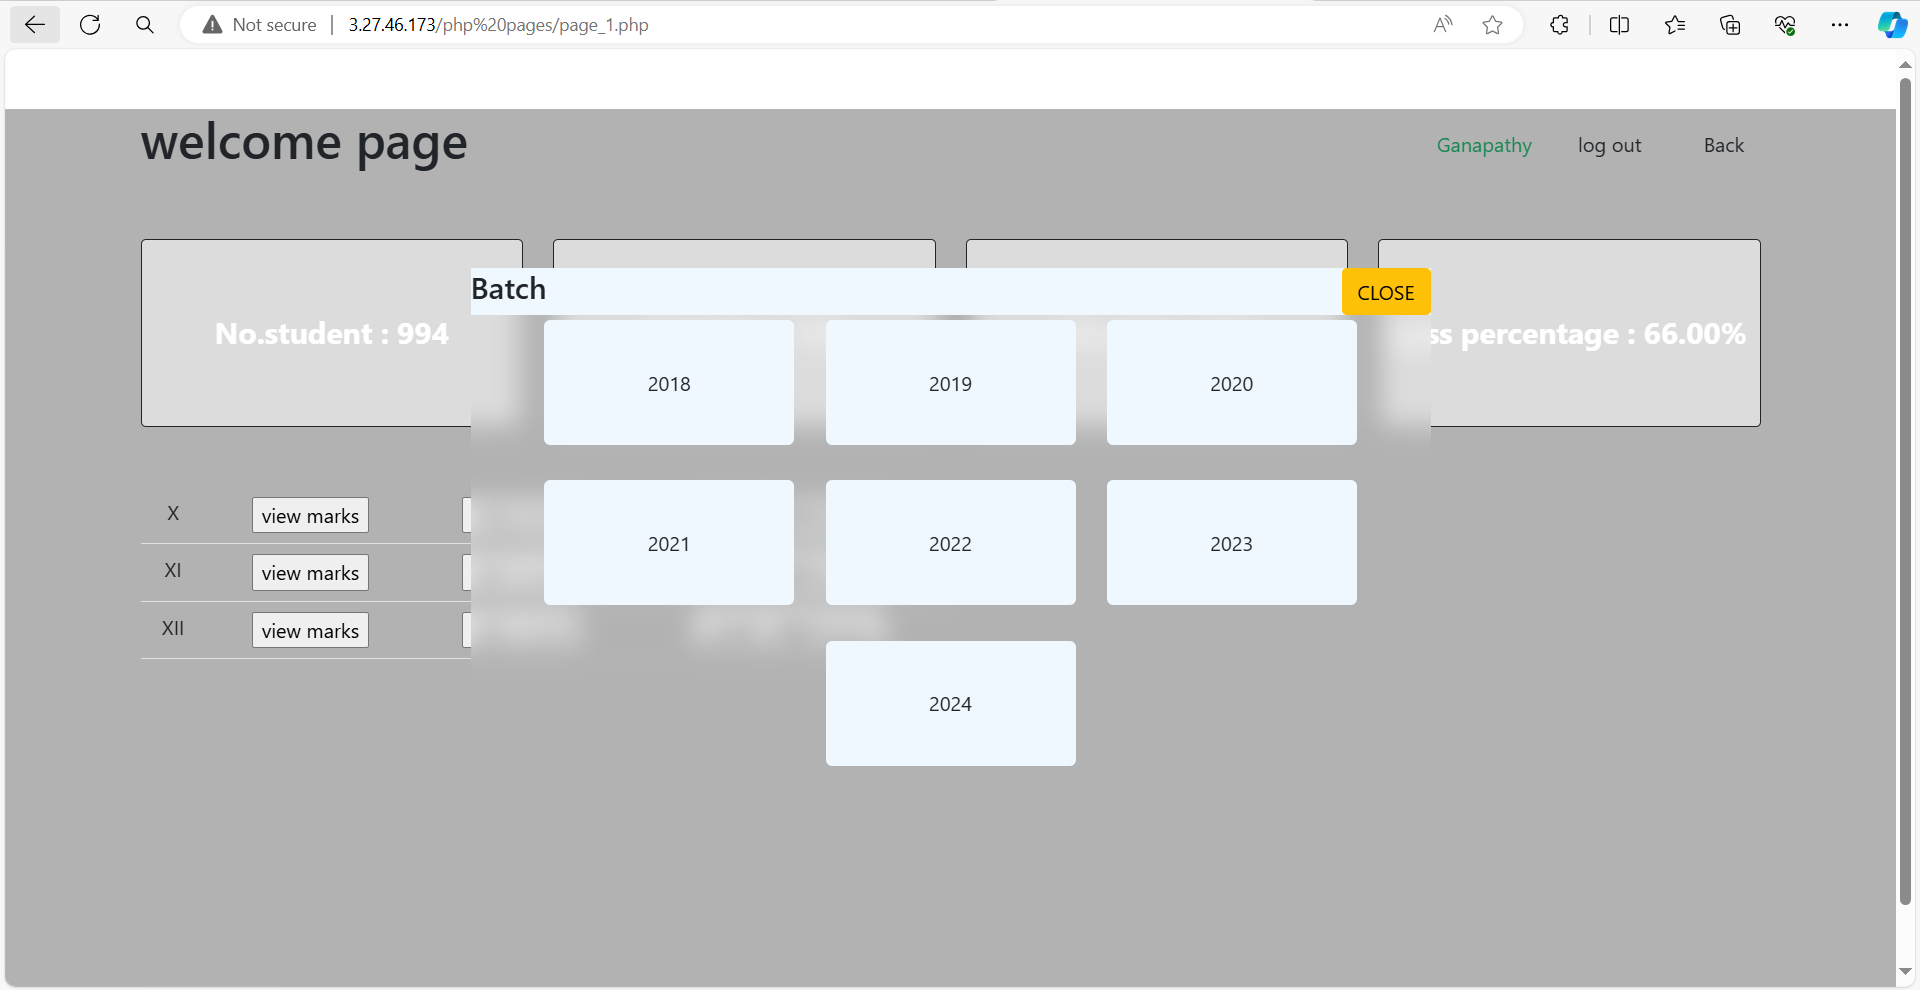 Not secure | 3.27.46.173/php%20pages/page_1.php
welcome page
Ganapathy log out Back
Batch
CLOSE
No.student : 994
ss percentage : 66.00%
2018 2019 2020
X view marks
2021 2022 2023
XI view marks
XII view marks
2024